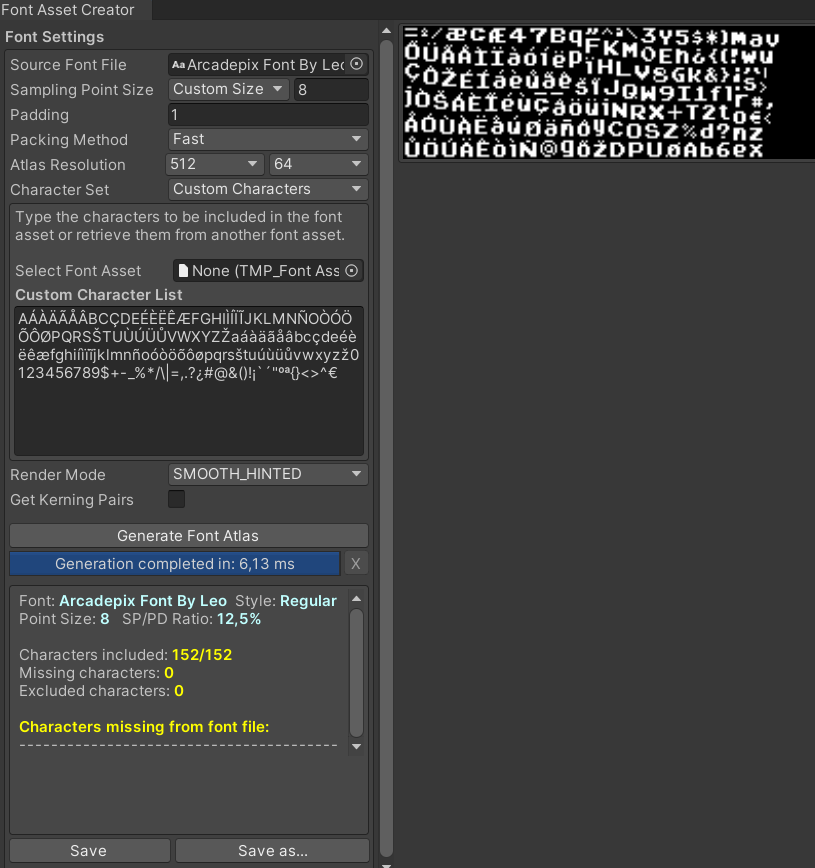 Font Asset Creator
Font Settings
Source Font File
Arcadepix Font By Leo
Sampling Point Size
Custom Size
8
Padding
1
Packing Method
Fast
Atlas Resolution
512
64
Character Set
Custom Characters
Type the characters to be included in the font
asset or retrieve them from another font asset.
Select Font Asset
None (TMP_Font Ass
Custom Character List
AÁÀÄÃÅÂBCÇDEÉÈËÊÆFGHIÌÍÏĨJKLMNÑOÒÓÖ
ÕÔØPQRSŠTUÙÚÜŮVWXYZŽaáàäãåâbcçdeéè
ëêæfghiíìïĩjklmnñoóòöõôøpqrsštuúùüůvwxyzž0
123456789$+-_%*/\|=,.?¿#@&()!¡`´"ºª{}<>^€
Render Mode
SMOOTH_HINTED
Get Kerning Pairs
Generate Font Atlas
Generation completed in: 6,13 ms
X
Font: Arcadepix Font By Leo Style: Regular
Point Size: 8 SP/PD Ratio: 12,5%
Characters included: 152/152
Missing characters: 0
Excluded characters: 0
Characters missing from font file:
----------------------------------------
Save
Save as...